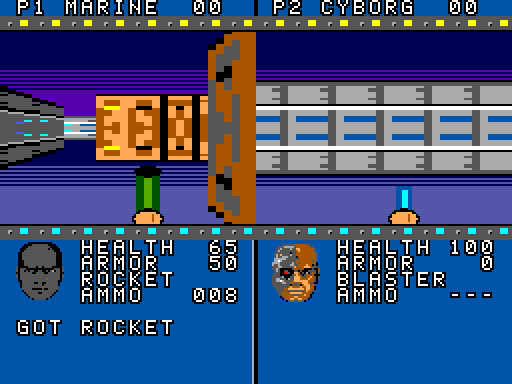 P1 MARINE 00
P2 CYBORG 00
HEALTH 65
ARMOR 50
ROCKET
AMMO 008
GOT ROCKET
HEALTH 100
ARMOR 0
BLASTER
AMMO ---